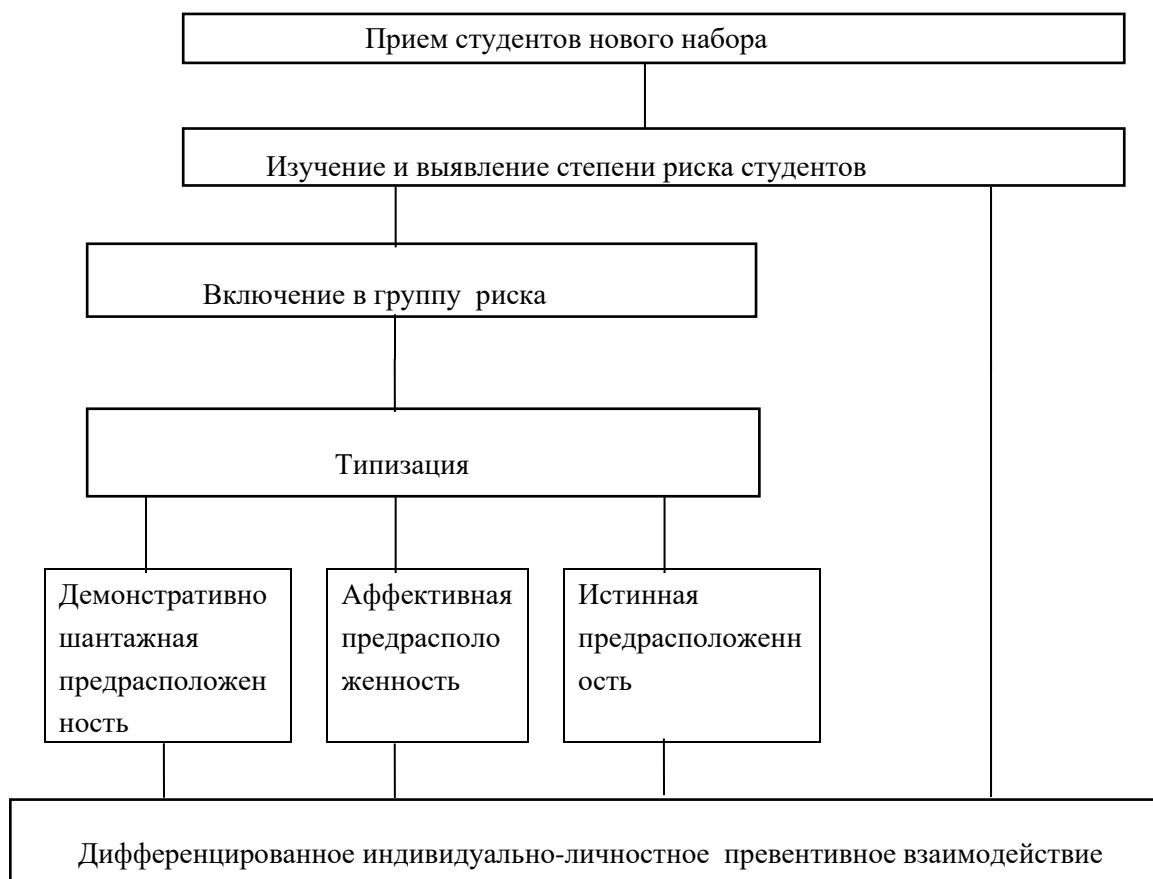 Прием студентов нового набора
Изучение и выявление степени риска студентов
Включение в группу риска
Типизация
Демонстративно
шантажная
предрасположен
ность
Аффективная
предрасполо
женность
Истинная
предрасположенн
ость
Дифференцированное индивидуально-личностное превентивное взаимодействие